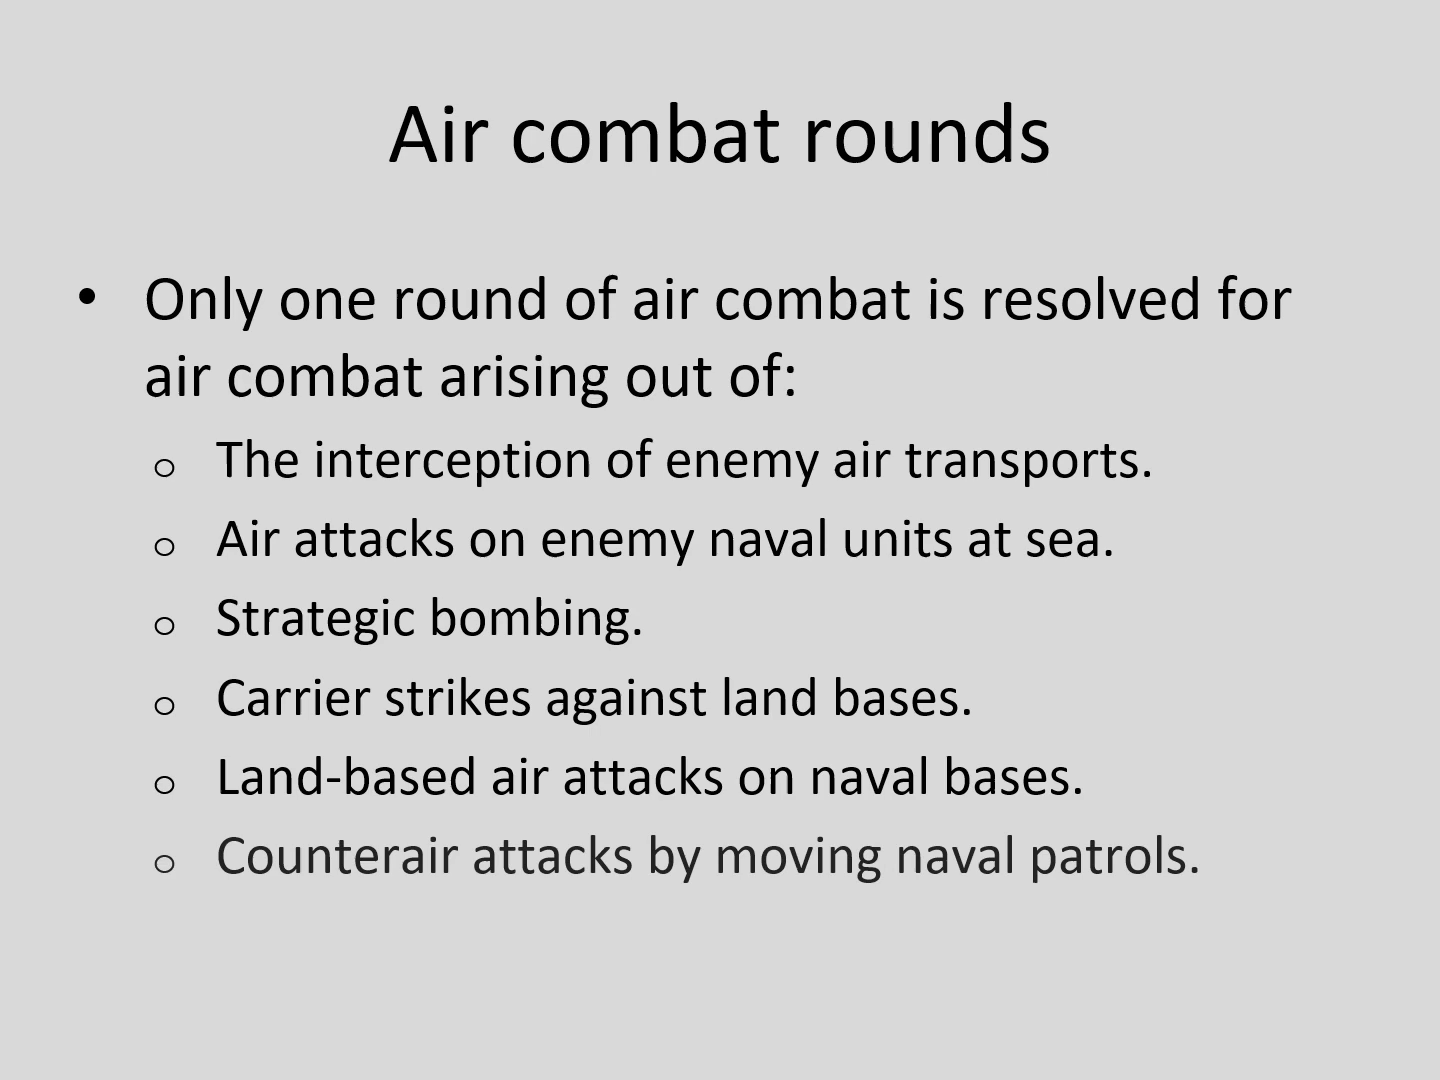 Air combat rounds
• Only one round of air combat is resolved for
air combat arising out of:
o The interception of enemy air transports.
o Air attacks on enemy naval units at sea.
o Strategic bombing.
o Carrier strikes against land bases.
o Land-based air attacks on naval bases.
o Counterair attacks by moving naval patrols.